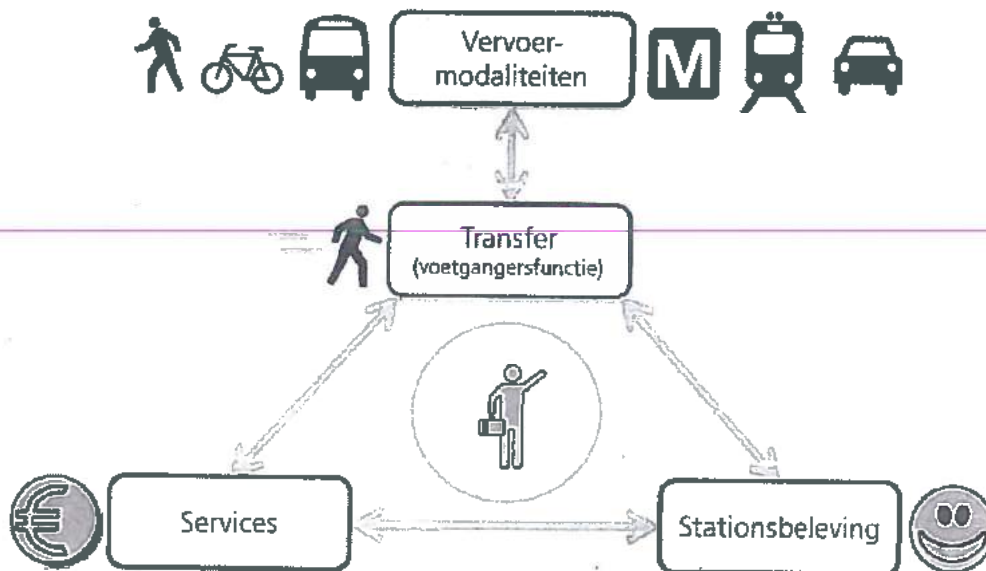 Vervoer-
modaliteiten
M
Transfer
(voetgangersfunctie)
€
Services
Stationsbeleving